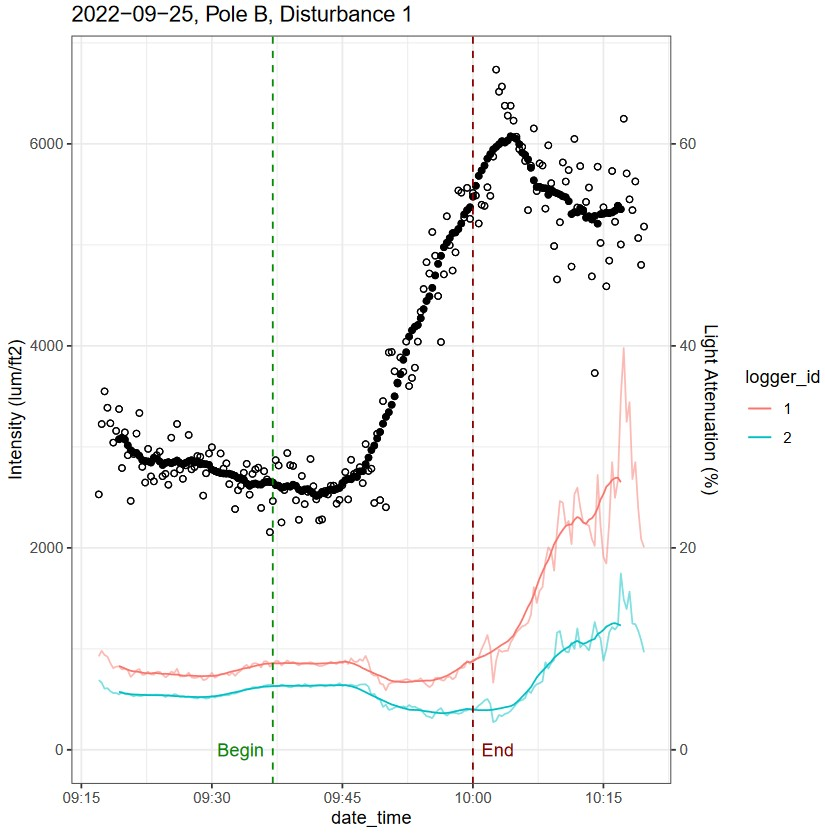 2022−09−25, Pole B, Disturbance 1
Intensity (lum/ft2)
6000
4000
2000
0
60
40
20
0
Light Attenuation (%)
Begin
End
09:15
09:30
09:45
10:00
10:15
date_time
logger_id
1
2